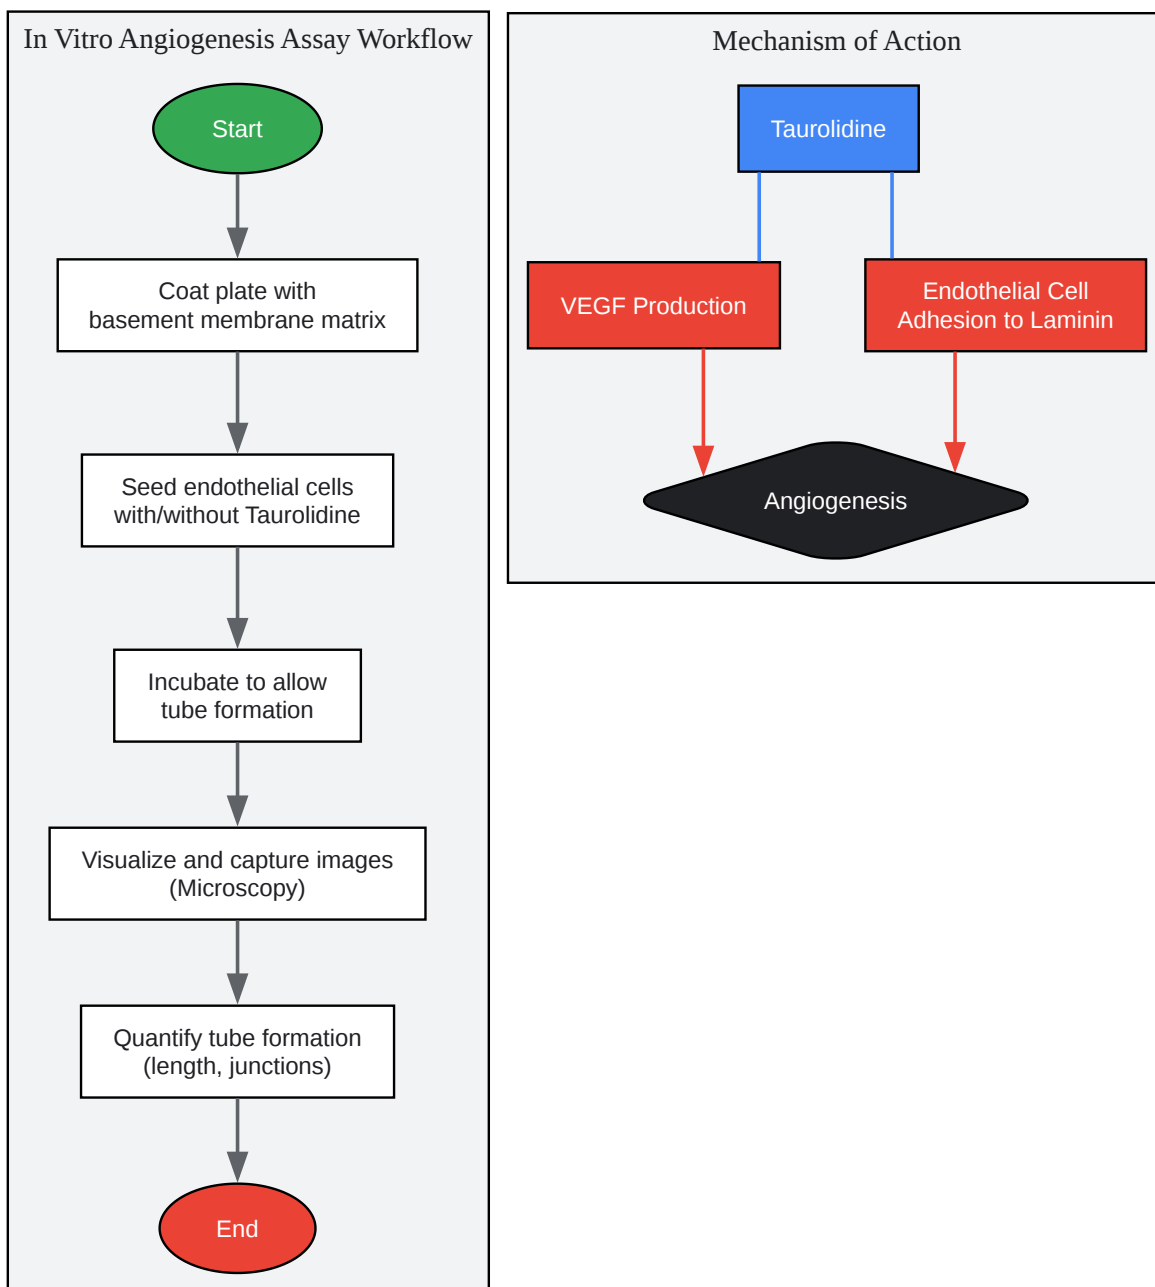 In Vitro Angiogenesis Assay Workflow
Start
Coat plate with
basement membrane matrix
Seed endothelial cells
with/without Taurolidine
Incubate to allow
tube formation
Visualize and capture images
(Microscopy)
Quantify tube formation
(length, junctions)
End
Mechanism of Action
Taurolidine
VEGF Production
Endothelial Cell
Adhesion to Laminin
Angiogenesis